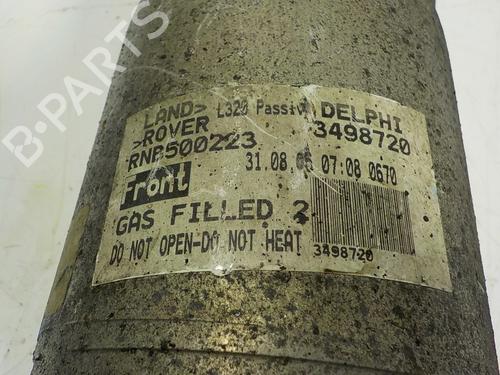 B-PARTS
LAND> L320 Passiv DELPHI
>ROVER 3498720
RNB500223 31.08.05 07:08 0670
Front
GAS FILLED 2
DO NOT OPEN-DO NOT HEAT 3498720